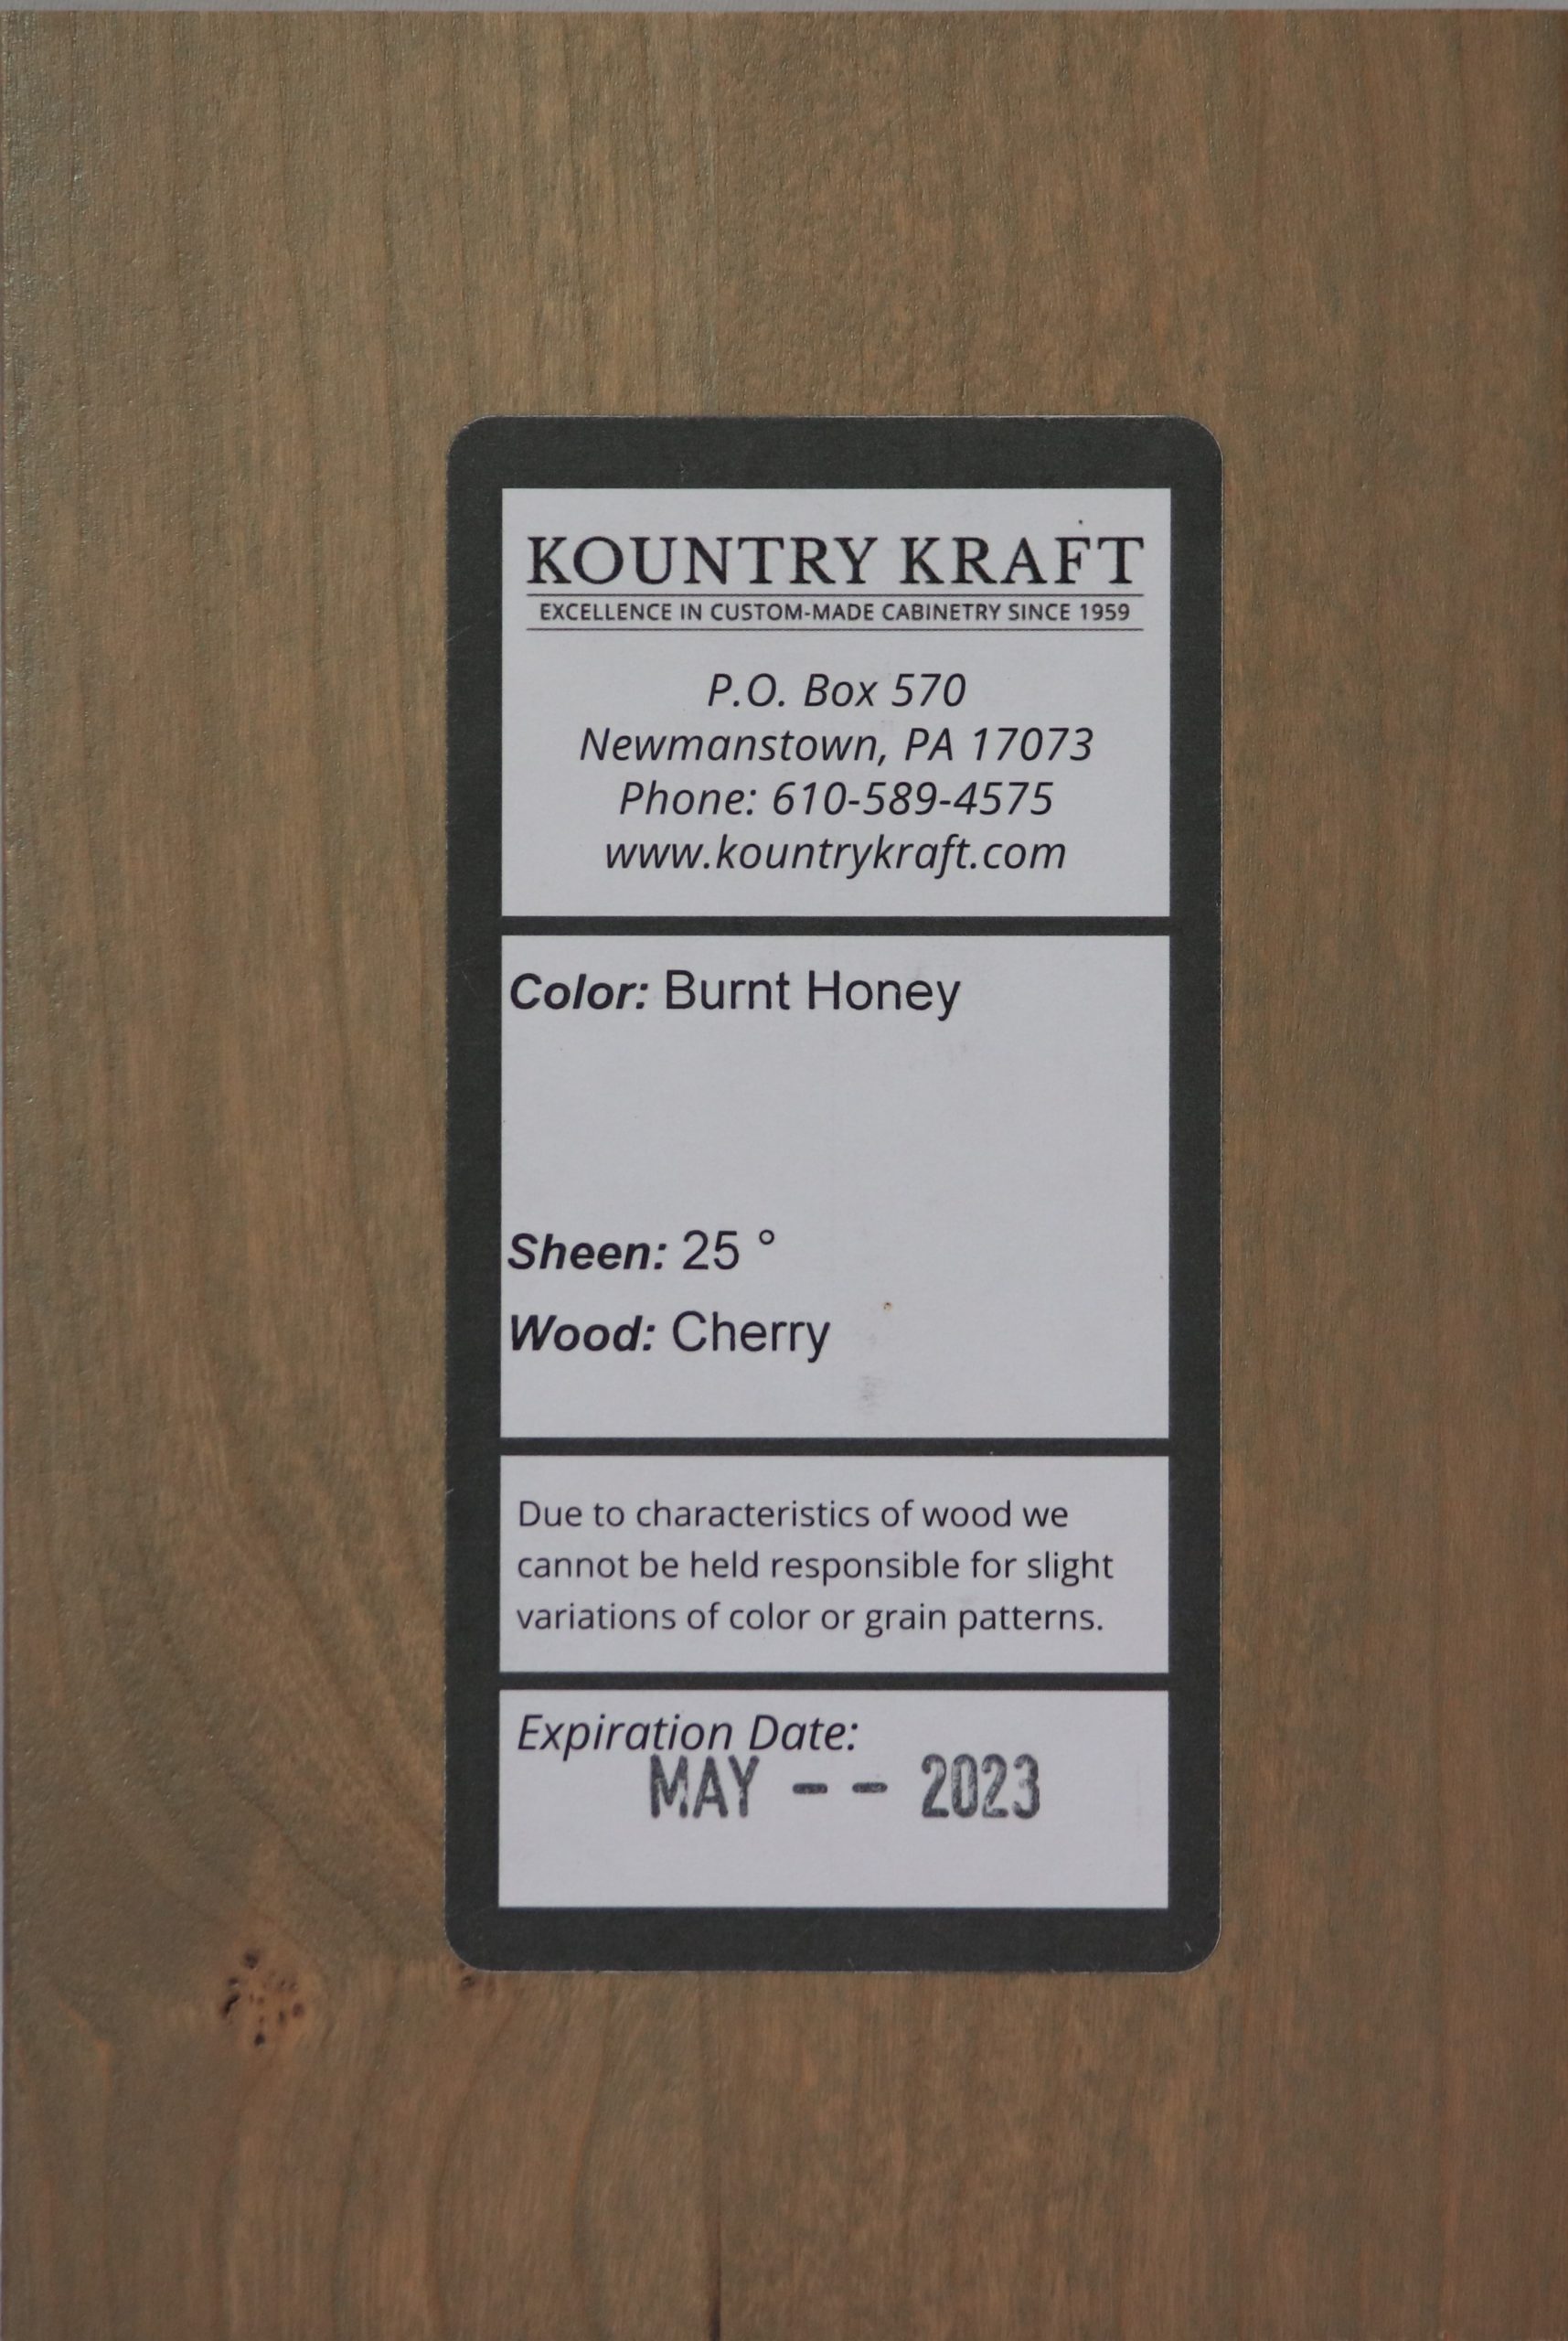 KOUNTRY KRAFT
EXCELLENCE IN CUSTOM-MADE CABINETRY SINCE 1959
P.O. Box 570
Newmanstown, PA 17073
Phone: 610-589-4575
www.kountrykraft.com
Color: Burnt Honey
Sheen: 25 °
Wood: Cherry
Due to characteristics of wood we
cannot be held responsible for slight
variations of color or grain patterns.
Expiration Date:
MAY - - 2023